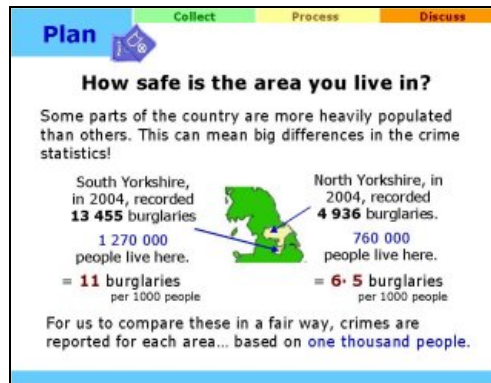 Collect
Process
Discuss
Plan
How safe is the area you live in?
Some parts of the country are more heavily populated
than others. This can mean big differences in the crime
statistics!
South Yorkshire,
in 2004, recorded
13 455 burglaries
1 270 000
people live here.
= 11 burglaries
per 1000 people
North Yorkshire, in
2004, recorded
4 936 burglaries.
760 000
people live here.
= 6· 5 burglaries
per 1000 people
For us to compare these in a fair way, crimes are
reported for each area... based on one thousand people.